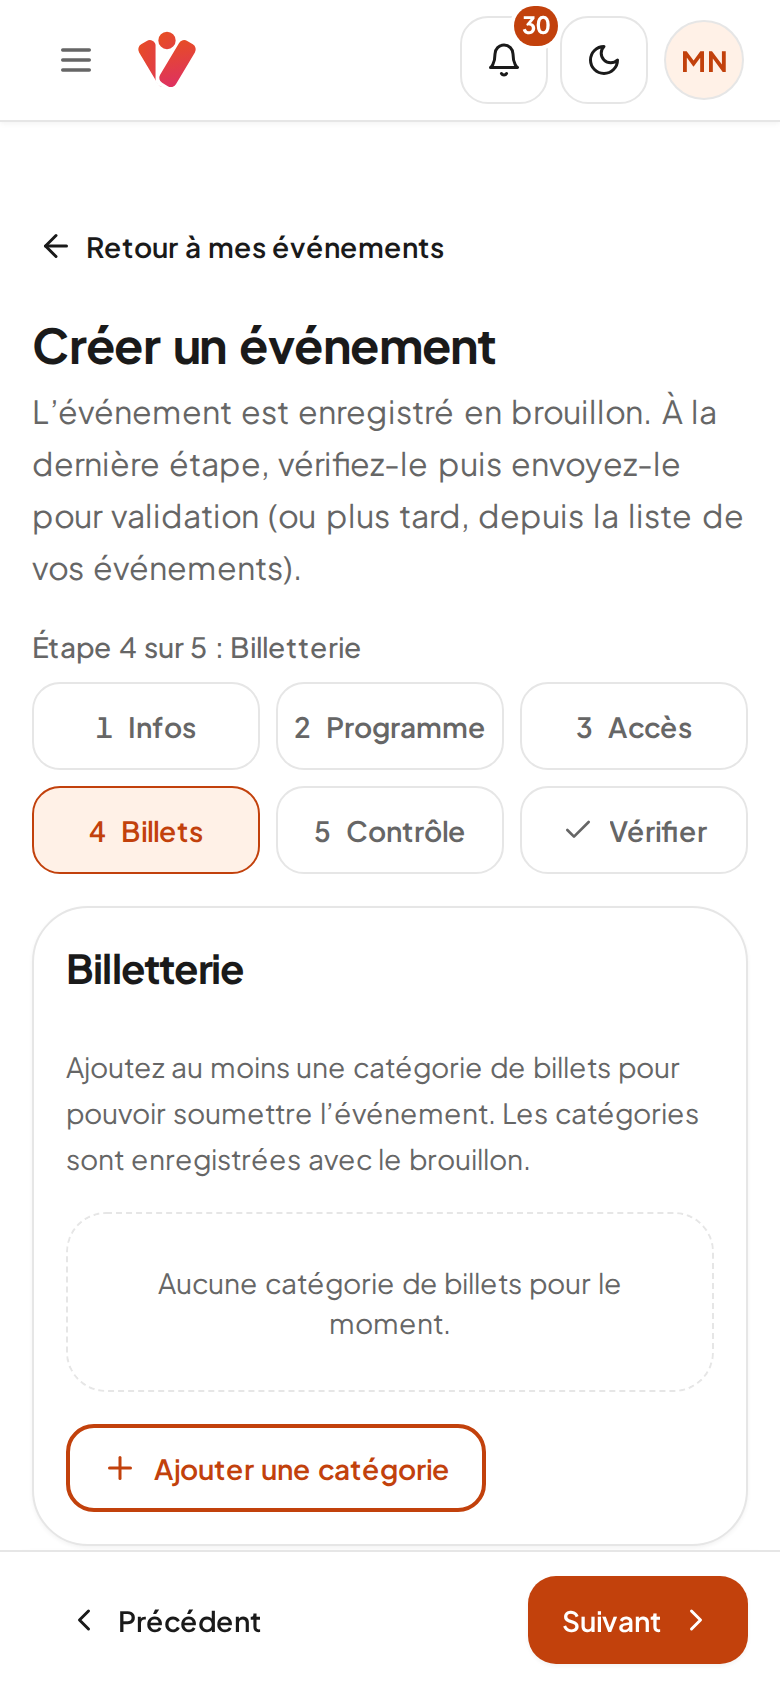 30
MN
Retour à mes événements
Créer un événement
L’événement est enregistré en brouillon. À la
dernière étape, vérifiez-le puis envoyez-le
pour validation (ou plus tard, depuis la liste de
vos événements).
Étape 4 sur 5 : Billetterie
1 Infos
2 Programme
3 Accès
4 Billets
5 Contrôle
Vérifier
Billetterie
Ajoutez au moins une catégorie de billets pour
pouvoir soumettre l’événement. Les catégories
sont enregistrées avec le brouillon.
Aucune catégorie de billets pour le
moment.
Ajouter une catégorie
Précédent
Suivant